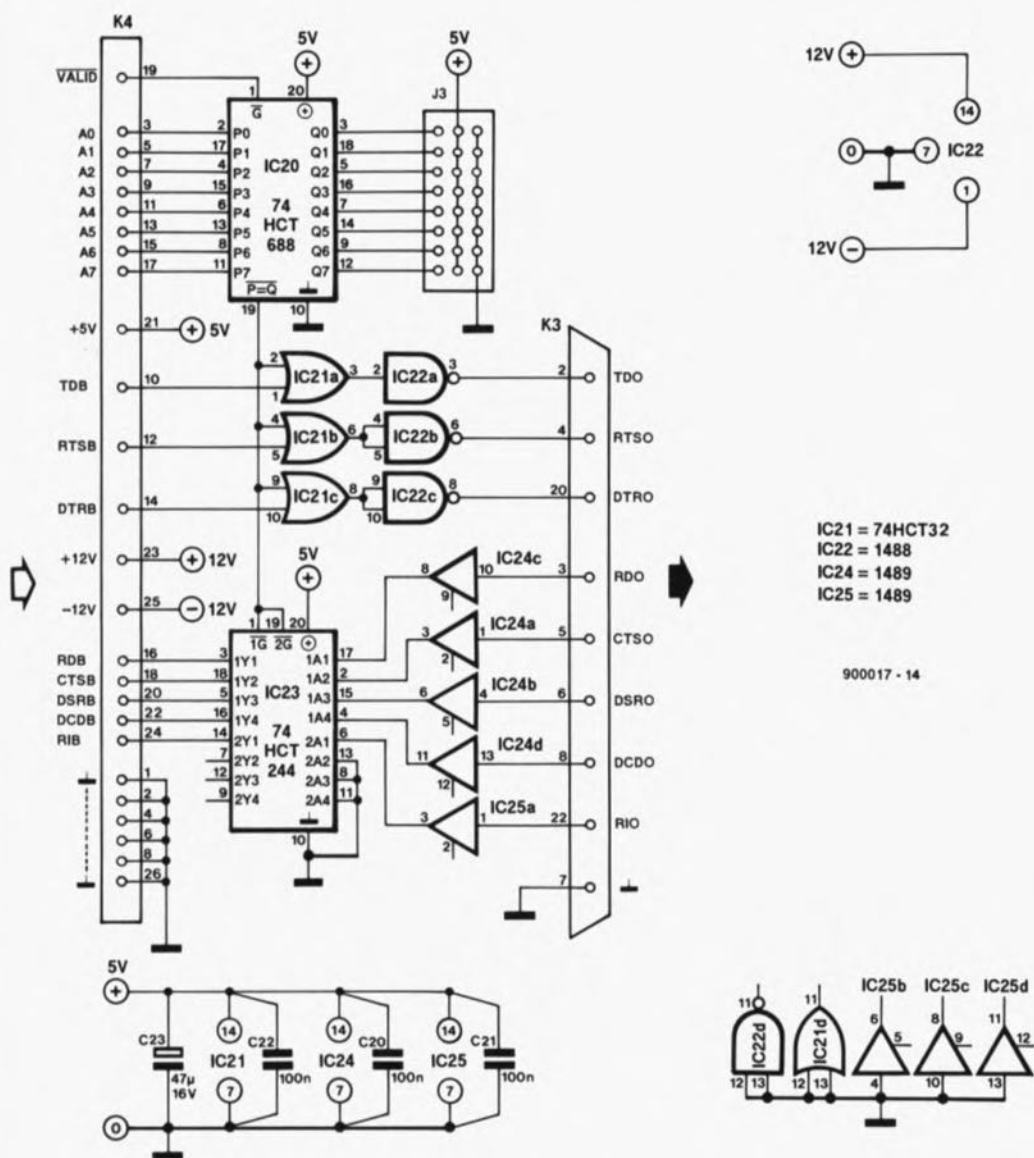 K4
5V
5V
12V
VALID
19
1
20
J3
14
G
A0 3 2 P0 Q0 3
A1 5 17 P1 Q1 18
0 7 IC22
A2 7 4 P2 IC20 Q2 5
A3 9 15 P3 Q3 16
A4 11 6 P4 74 Q4 7
1
A5 13 13 P5 HCT Q5 14
A6 15 8 P6 688 Q6 9
12V
A7 17 11 P7 Q7 12
P=Q
19 10
+5V 21 5V
K3
TDB 10 2 1 IC21a 3 2 IC22a 3 2 TDO
RTSB 12 4 5 IC21b 6 4 5 IC22b 6 4 RTSO
DTRB 14 9 10 IC21c 8 9 10 IC22c 8 20 DTRO
IC21 = 74HCT32
IC22 = 1488
IC24 = 1489
IC25 = 1489
+12V 23 12V
5V
8 IC24c 10 9 3 RDO
-12V 25 12V
1 19 20
1G 2G
3 IC24a 1 2 5 CTSO
RDB 16 3 1Y1 1A1 17
CTSB 18 18 1Y2 1A2 2
900017 - 14
DSRB 20 5 1Y3 IC23 1A3 15
6 IC24b 4 5 6 DSRO
DCDB 22 16 1Y4 1A4 4
RIB 24 14 2Y1 74 2A1 6
7 2Y2 HCT 2A2 13
11 IC24d 13 12 8 DCDO
12 2Y3 244 2A3 8
9 2Y4 2A4 11
3 IC25a 1 2 22 RIO
10
1
2
4
6
8
26
7
5V
C23 14 C22 14 C20 14 C21
IC21 IC24 IC25
47µ 7 100n 7 100n 7 100n
16V
0
IC25b IC25c IC25d
11 11 6 8 11
IC22d IC21d 5 9 12
12 13 12 13 4 10 13